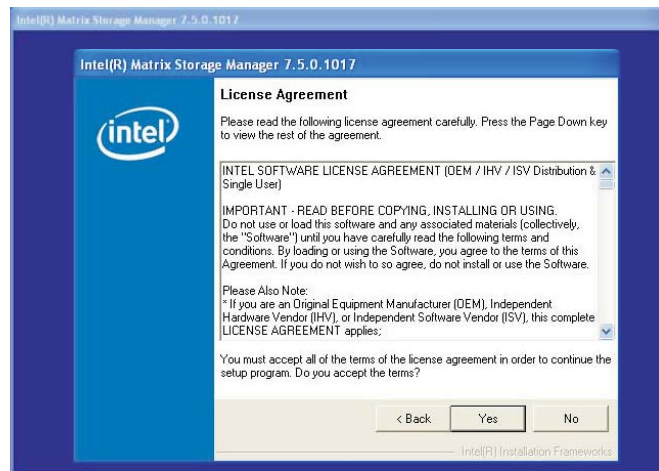 Intel(R) Matrix Storage Manager 7.5.0.1017
Intel(R) Matrix Storage Manager 7.5.0.1017
intel
License Agreement
Please read the following license agreement carefully. Press the Page Down key
to view the rest of the agreement.
INTEL SOFTWARE LICENSE AGREEMENT (OEM / IHV / ISV Distribution &
Single User)
IMPORTANT - READ BEFORE COPYING, INSTALLING OR USING.
Do not use or load this software and any associated materials (collectively,
the "Software") until you have carefully read the following terms and
conditions. By loading or using the Software, you agree to the terms of this
Agreement. If you do not wish to so agree, do not install or use the Software.
Please Also Note:
* If you are an Original Equipment Manufacturer (OEM), Independent
Hardware Vendor (IHV), or Independent Software Vendor (ISV), this complete
LICENSE AGREEMENT applies;
You must accept all of the terms of the license agreement in order to continue the
setup program. Do you accept the terms?
< Back
Yes
No
Intel(R) Installation Frameworks